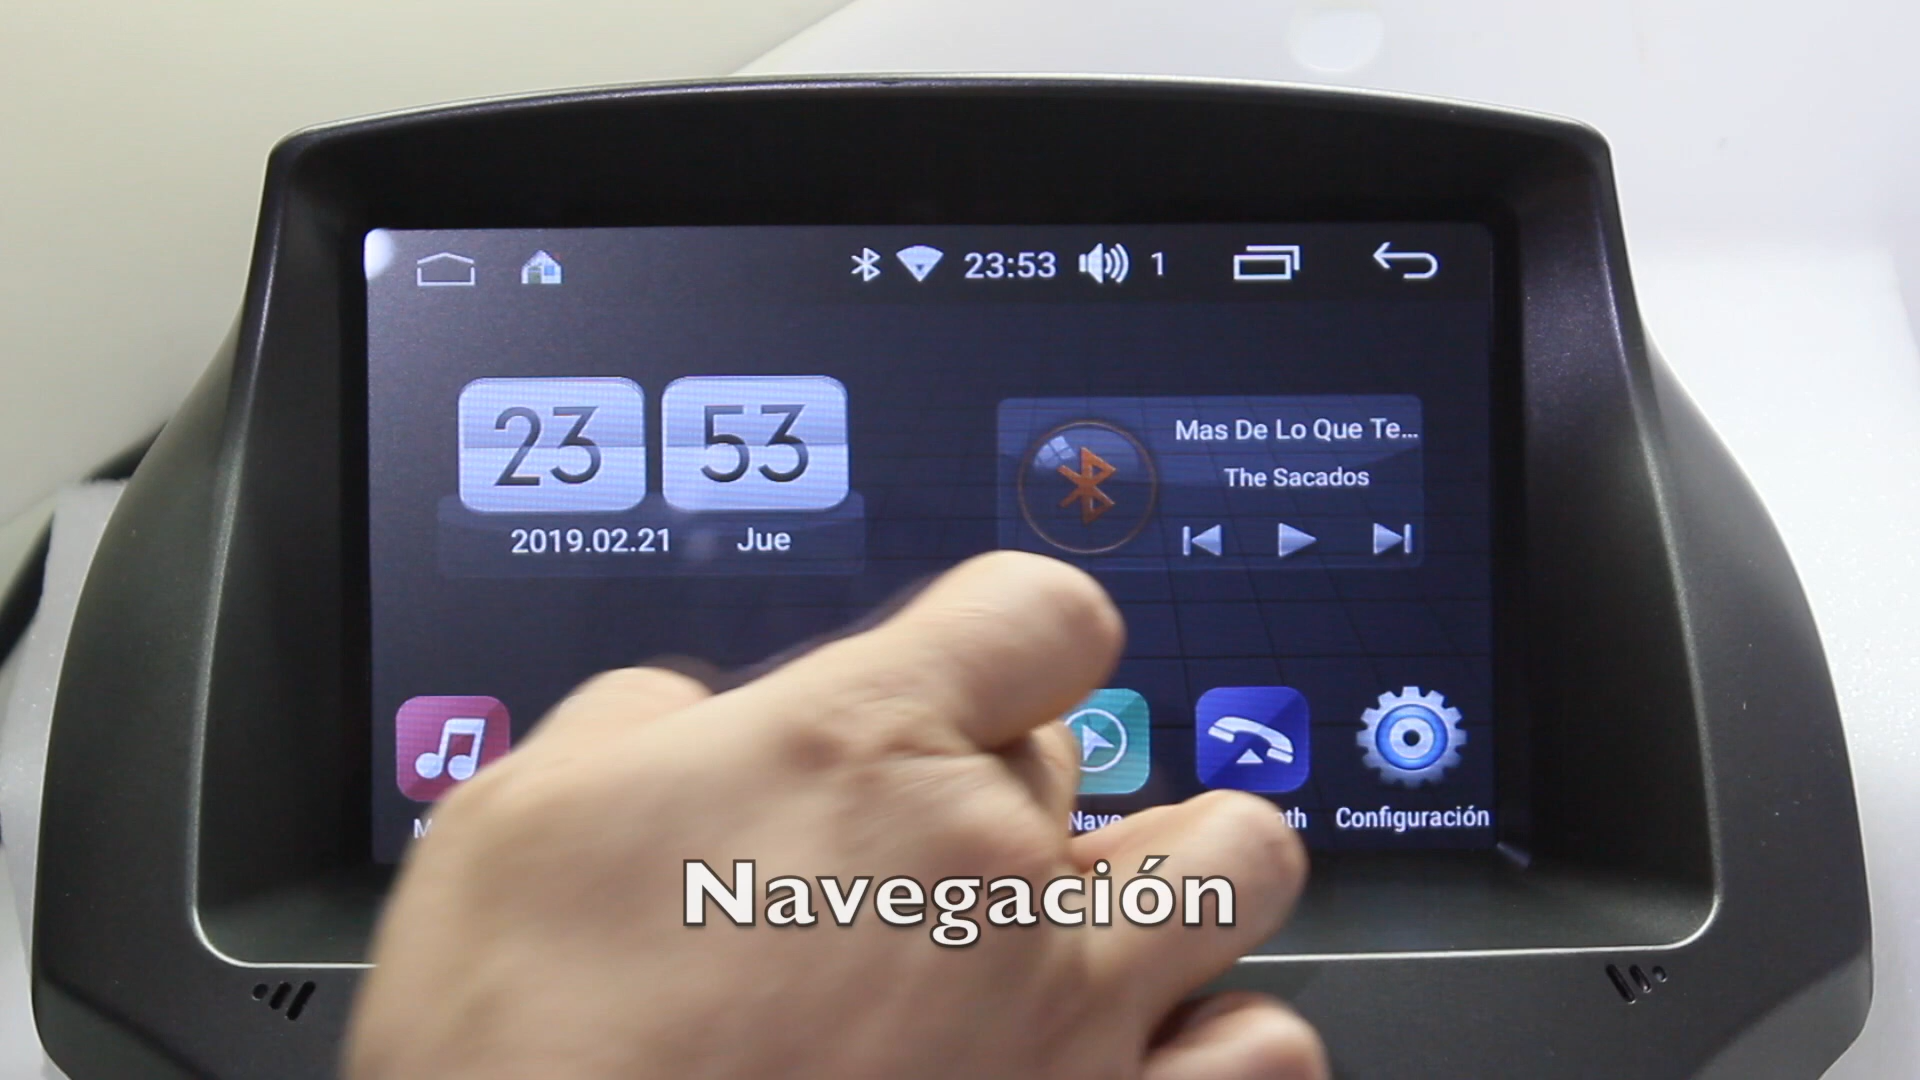 23:53 1
23 53
2019.02.21 Jue
Mas De Lo Que Te...
The Sacados
Configuración
Navegación